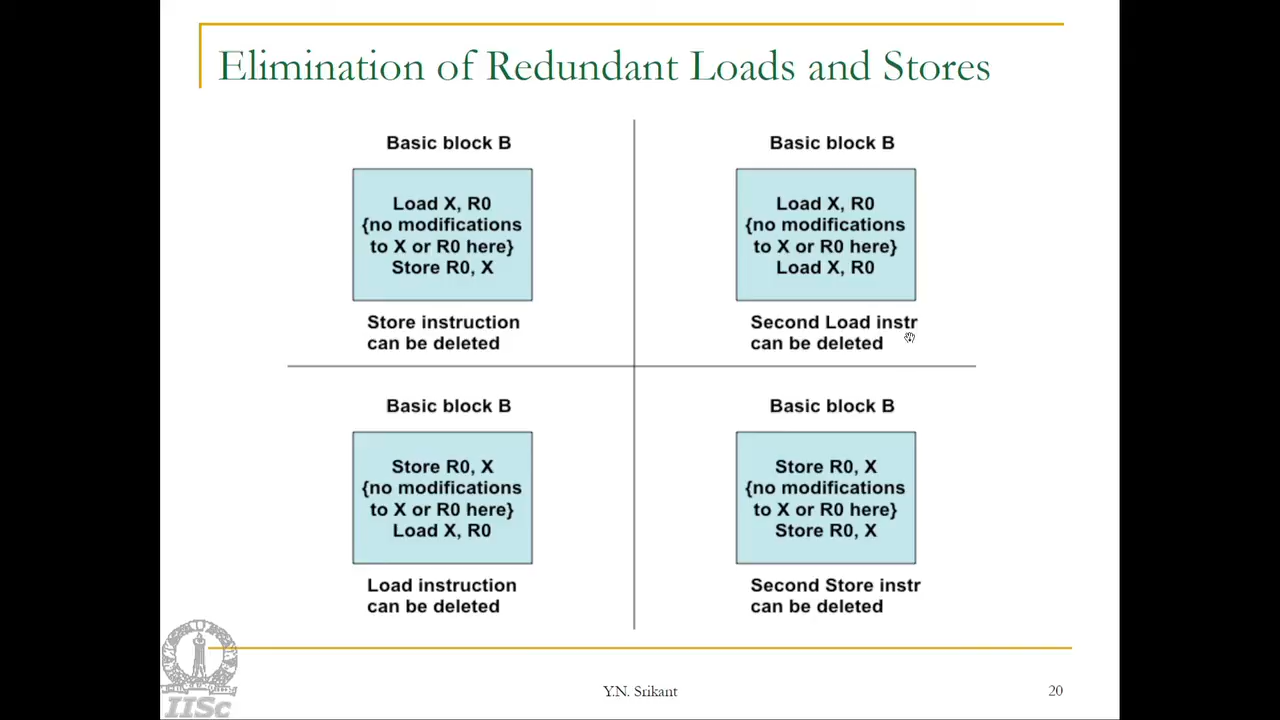 Elimination of Redundant Loads and Stores
Basic block B
Load X, R0
{no modifications
to X or R0 here}
Store R0, X
Store instruction
can be deleted
Basic block B
Load X, R0
{no modifications
to X or R0 here}
Load X, R0
Second Load instr
can be deleted
Basic block B
Store R0, X
{no modifications
to X or R0 here}
Load X, R0
Load instruction
can be deleted
Basic block B
Store R0, X
{no modifications
to X or R0 here}
Store R0, X
Second Store instr
can be deleted
IISc
Y.N. Srikant
20